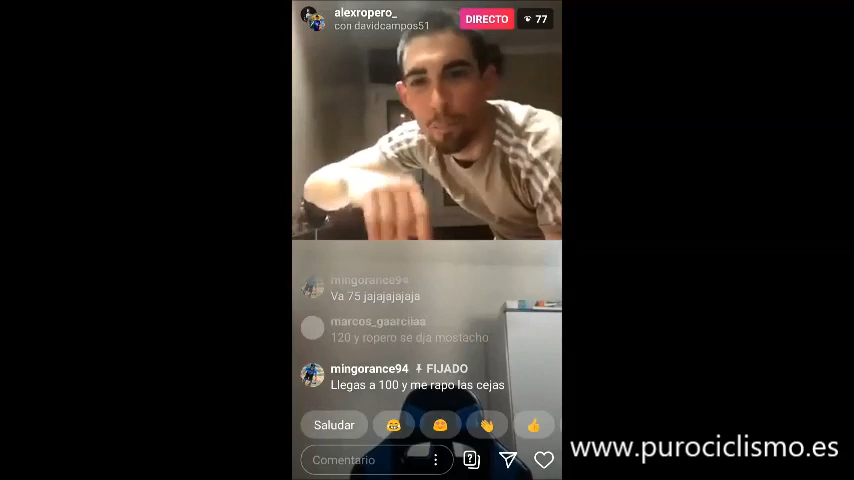 alexropero_
con davidcampos51
DIRECTO
77
mingorance94
Va 75 jajajajajaja
marcos_gaarciiaa
120 y ropero se dja mostacho
mingorance94 FIJADO
Llegas a 100 y me rapo las cejas
Saludar
Comentario
www.purociclismo.es